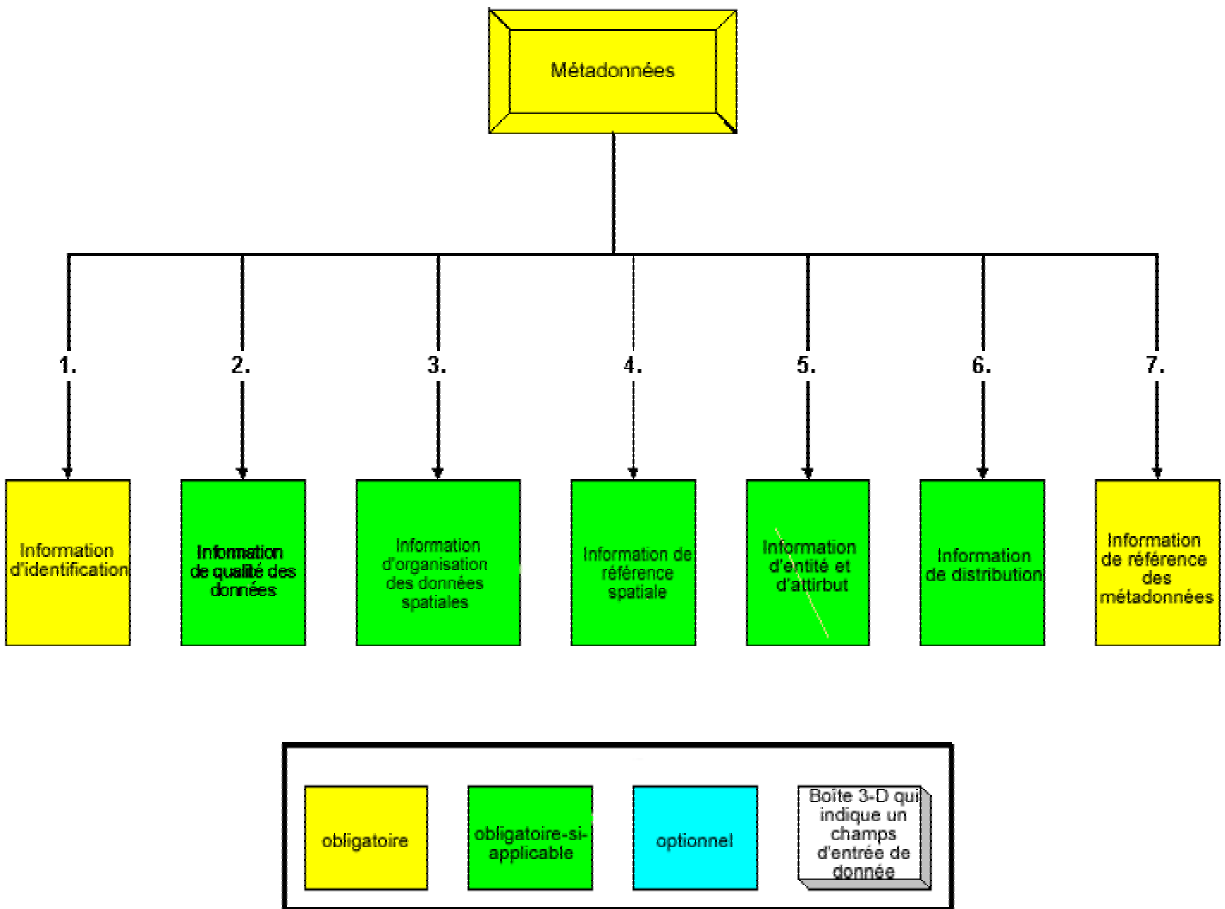 Métadonnées
1.
2.
3.
4.
5.
6.
7.
Information
d'identification
Information
de qualité des
données
Information
d'organisation
des données
spatiales
Information de
référence
spatiale
Information
d'entité et
d'attirbut
Information
de distribution
Information
de référence
des
métadonnées
obligatoire
obligatoire-si-
applicable
optionnel
Boîte 3-D qui
indique un
champs
d'entrée de
donnée